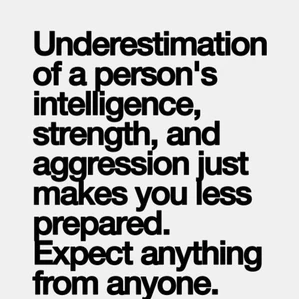 Underestimation
of a person's
intelligence,
strength, and
aggression just
makes you less
prepared.
Expect anything
from anyone.